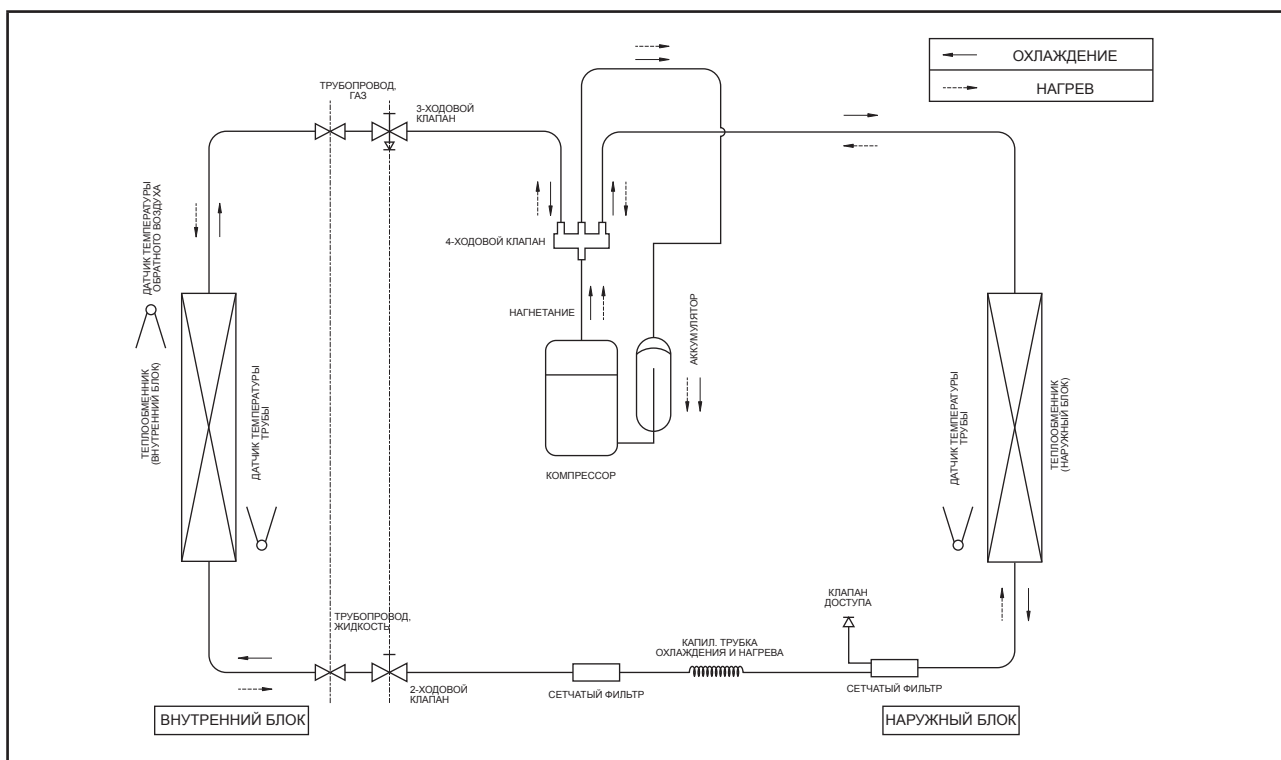 ОХЛАЖДЕНИЕ
НАГРЕВ
ТРУБОПРОВОД,
ГАЗ
3-ХОДОВОЙ
КЛАПАН
4-ХОДОВОЙ КЛАПАН
НАГНЕТАНИЕ
АККУМУЛЯТОР
КОМПРЕССОР
ДАТЧИК ТЕМПЕРАТУРЫ
ОБРАТНОГО ВОЗДУХА
ТЕПЛООБМЕННИК
(ВНУТРЕННИЙ БЛОК)
ДАТЧИК ТЕМПЕРАТУРЫ
ТРУБЫ
ДАТЧИК ТЕМПЕРАТУРЫ
ТРУБЫ
ТЕПЛООБМЕННИК
(НАРУЖНЫЙ БЛОК)
ТРУБОПРОВОД,
ЖИДКОСТЬ
2-ХОДОВОЙ
КЛАПАН
СЕТЧАТЫЙ ФИЛЬТР
КАПИЛ. ТРУБКА
ОХЛАЖДЕНИЯ И НАГРЕВА
КЛАПАН
ДОСТУПА
СЕТЧАТЫЙ ФИЛЬТР
ВНУТРЕННИЙ БЛОК
НАРУЖНЫЙ БЛОК